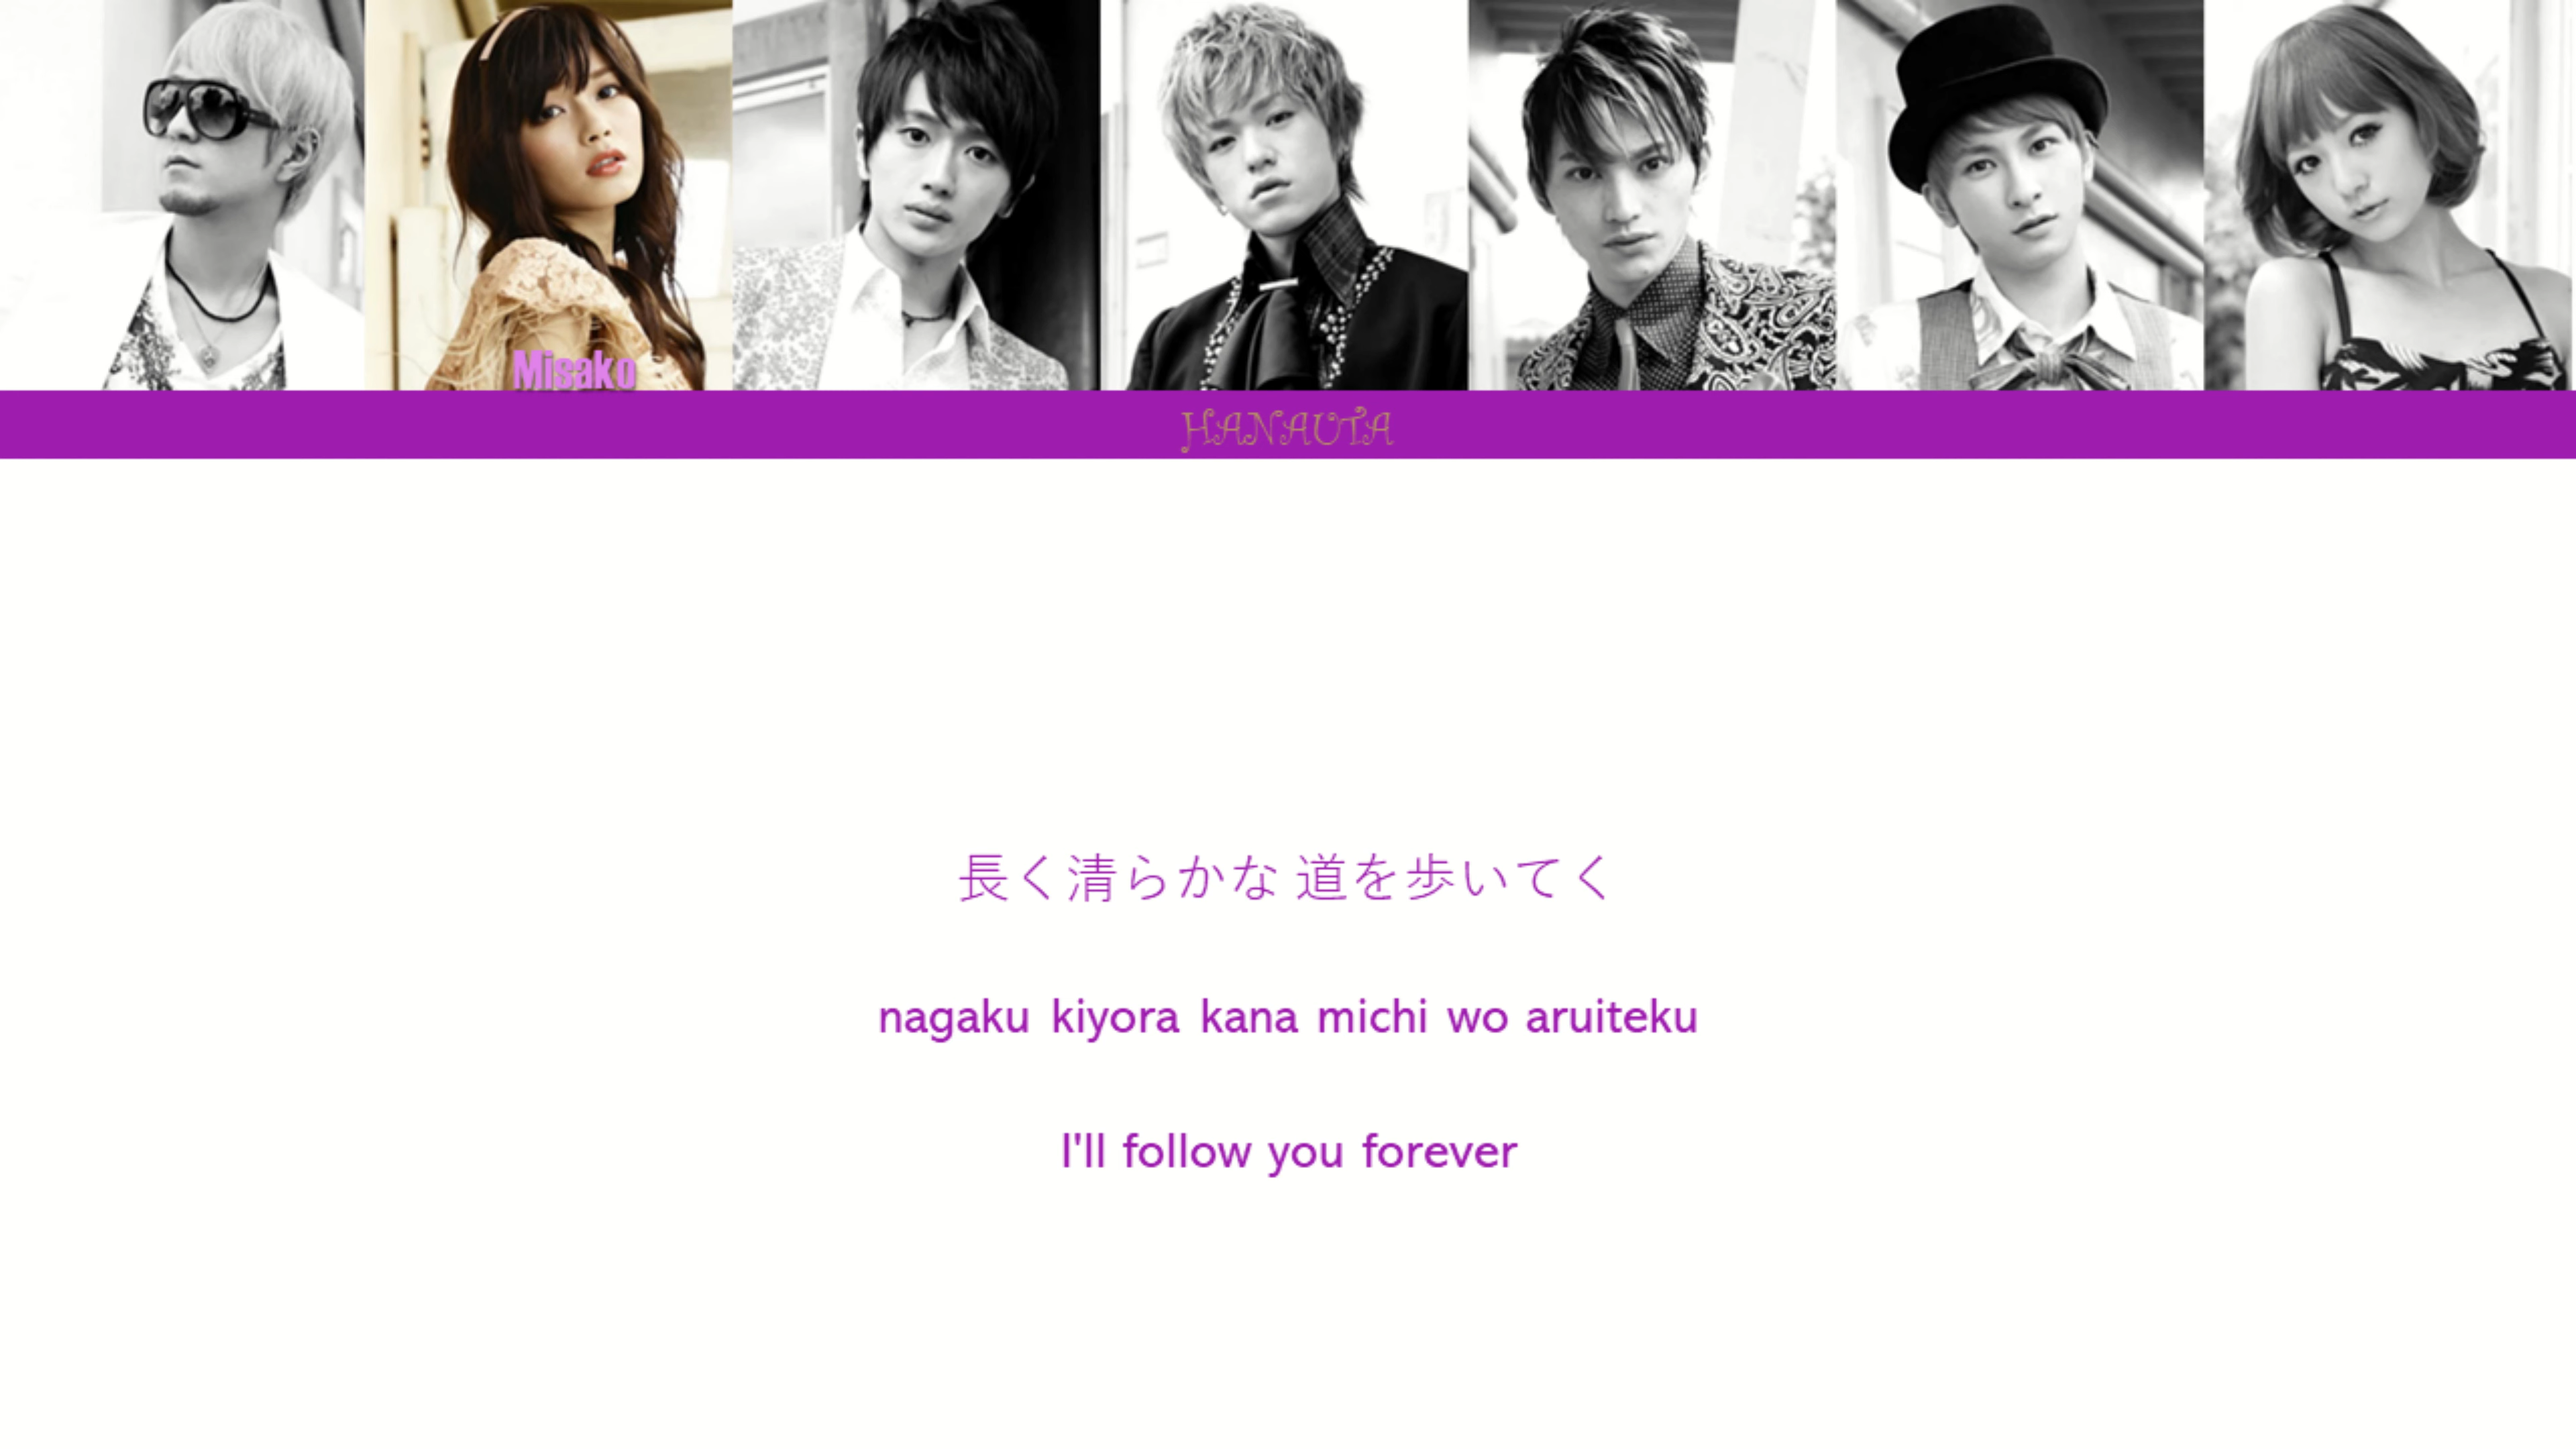 Misako
HANAUTA
長く清らかな 道を歩いてく
nagaku kiyora kana michi wo aruiteku
I'll follow you forever